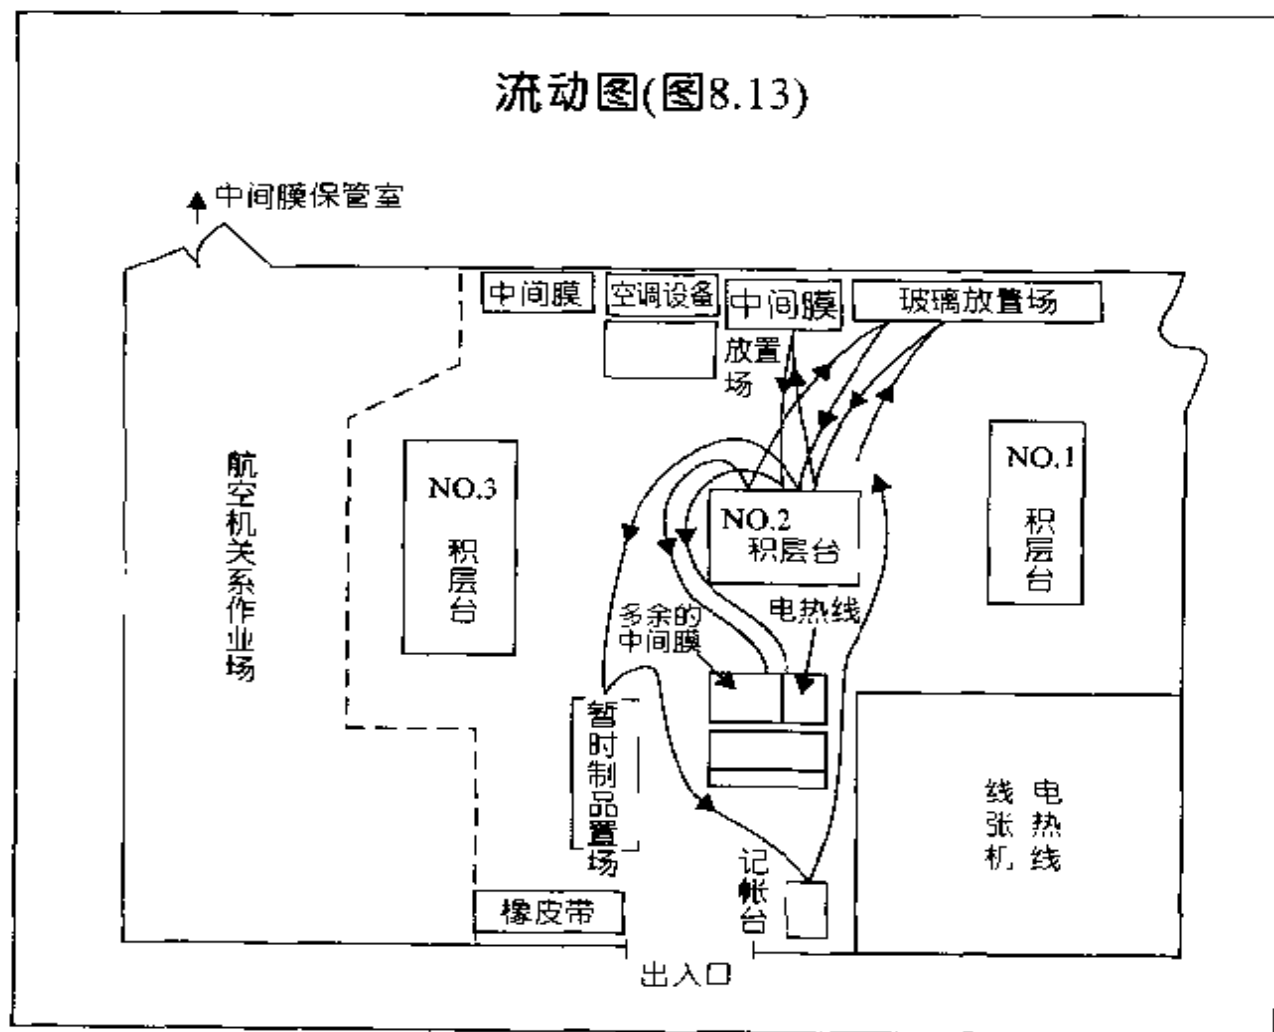 流动图(图8.13)
中间膜保管室
中间膜
空调设备
中间膜
放置
场
玻璃放置场
航空机关系作业场
NO.3
积层台
NO.2
积层台
NO.1
积层台
多余的
中间膜
电热线
暂时制品置场
电热线
线张机
记帐台
橡皮带
出入口